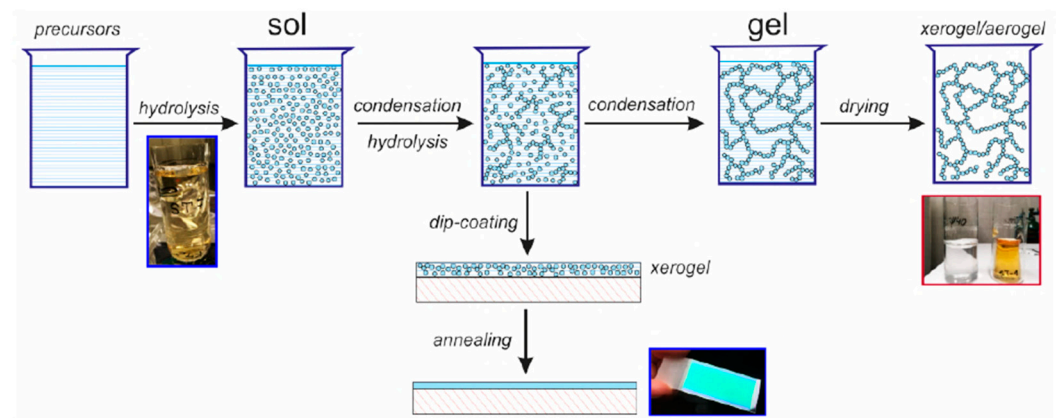 precursors
sol
gel
xerogel/aerogel
hydrolysis
condensation
hydrolysis
condensation
drying
dip-coating
xerogel
annealing